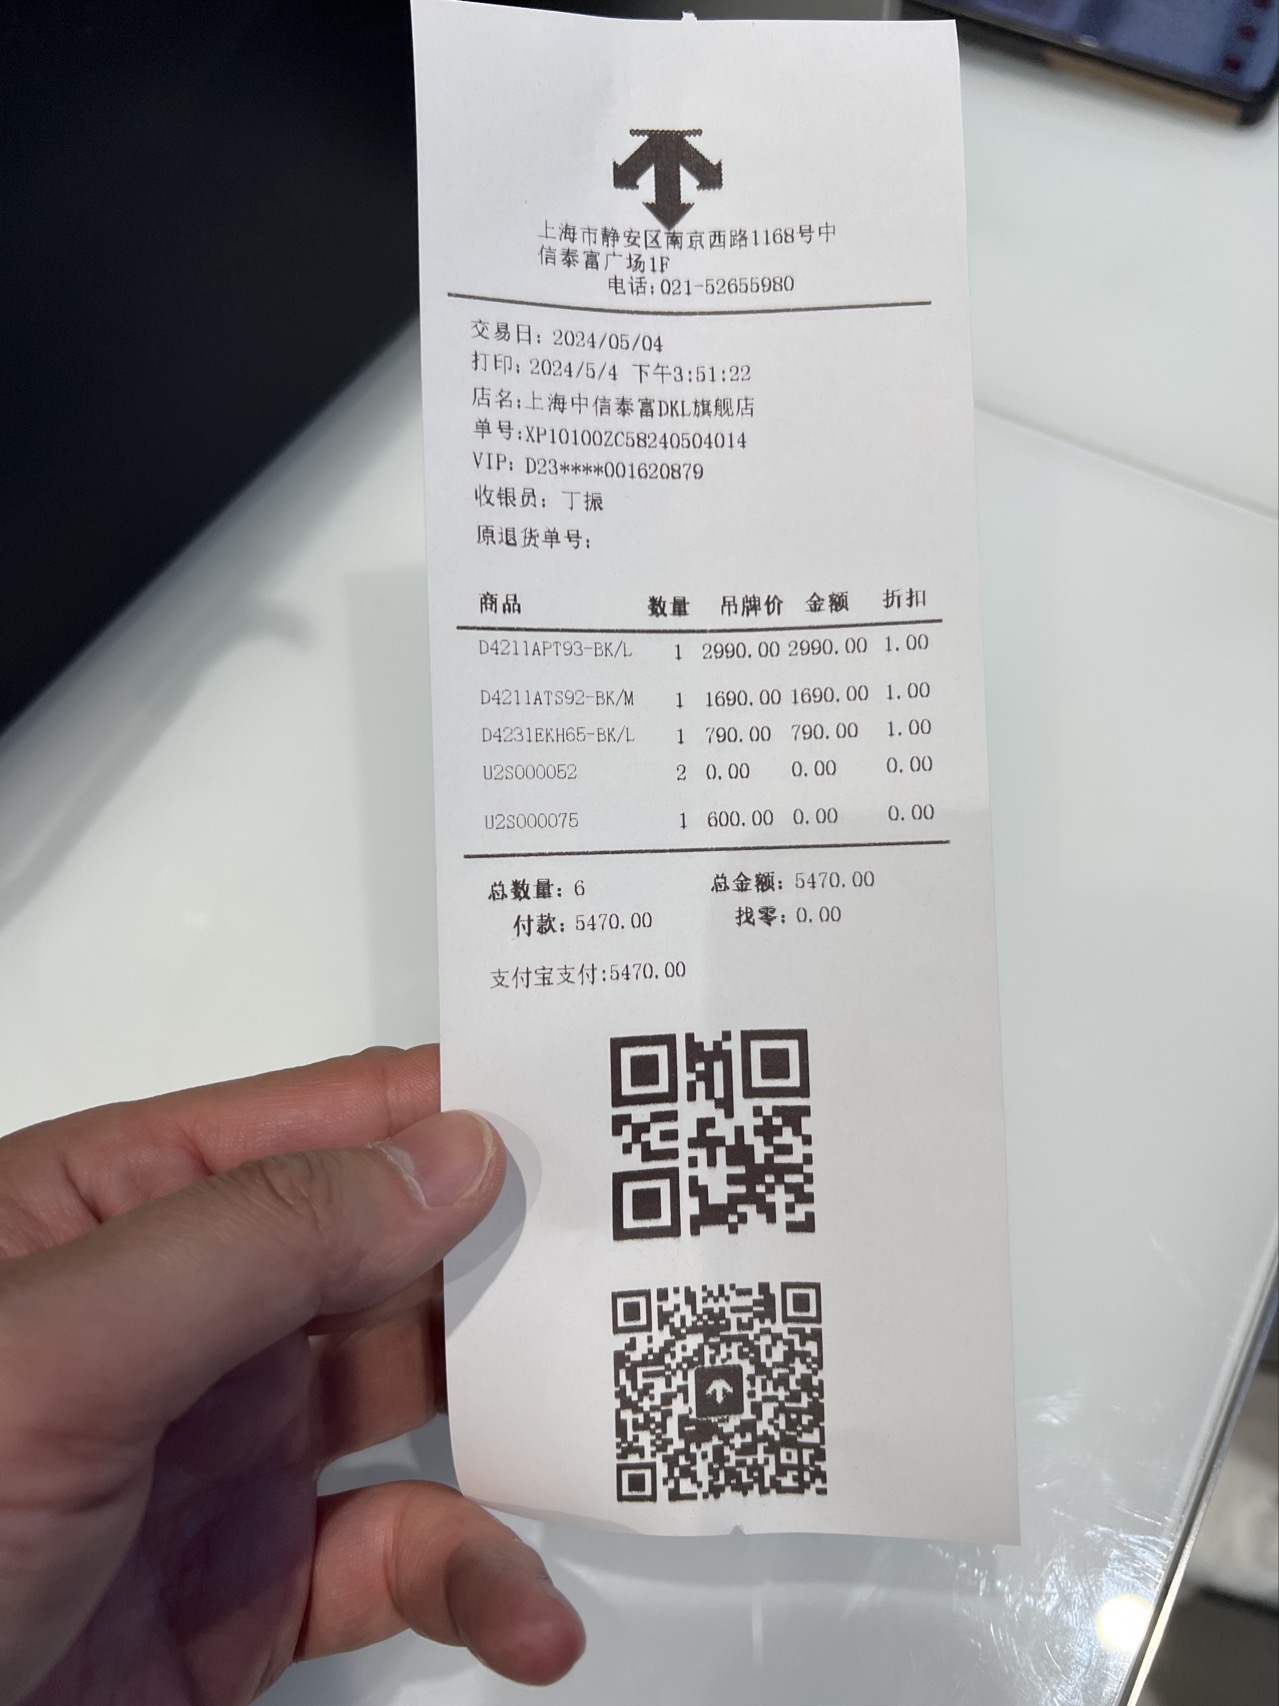 上海市静安区南京西路1168号中
信泰富广场1F
电话:021-52655980
交易日: 2024/05/04
打印: 2024/5/4 下午3:51:22
店名:上海中信泰富DKL旗舰店
单号:XP10100ZC58240504014
VIP: D23****001620879
收银员: 丁振
原退货单号:
商品 数量 吊牌价 金额 折扣
D4211APT93-BK/L 1 2990.00 2990.00 1.00
D4211ATS92-BK/M 1 1690.00 1690.00 1.00
D4231EKH65-BK/L 1 790.00 790.00 1.00
U2S000052 2 0.00 0.00 0.00
U2S000075 1 600.00 0.00 0.00
总数量: 6 总金额: 5470.00
付款: 5470.00 找零: 0.00
支付宝支付:5470.00